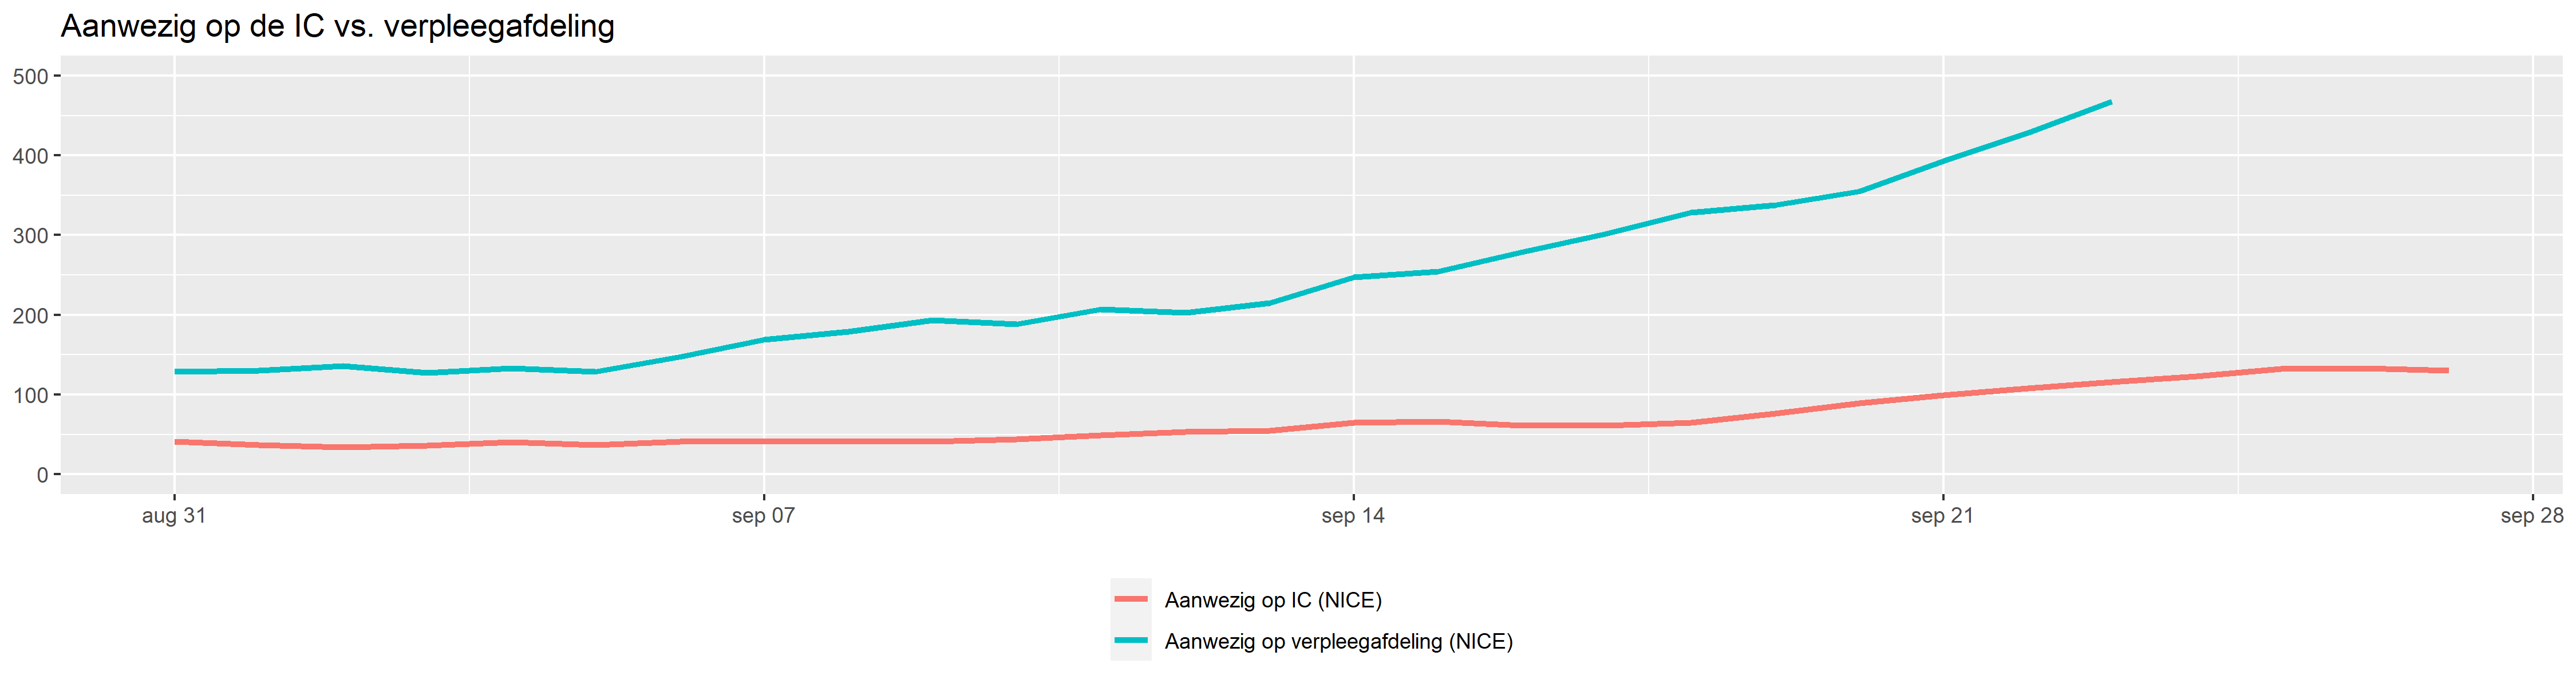 Aanwezig op de IC vs. verpleegafdeling
500
400
300
200
100
0
aug 31 sep 07 sep 14 sep 21 sep 28
Aanwezig op IC (NICE)
Aanwezig op verpleegafdeling (NICE)